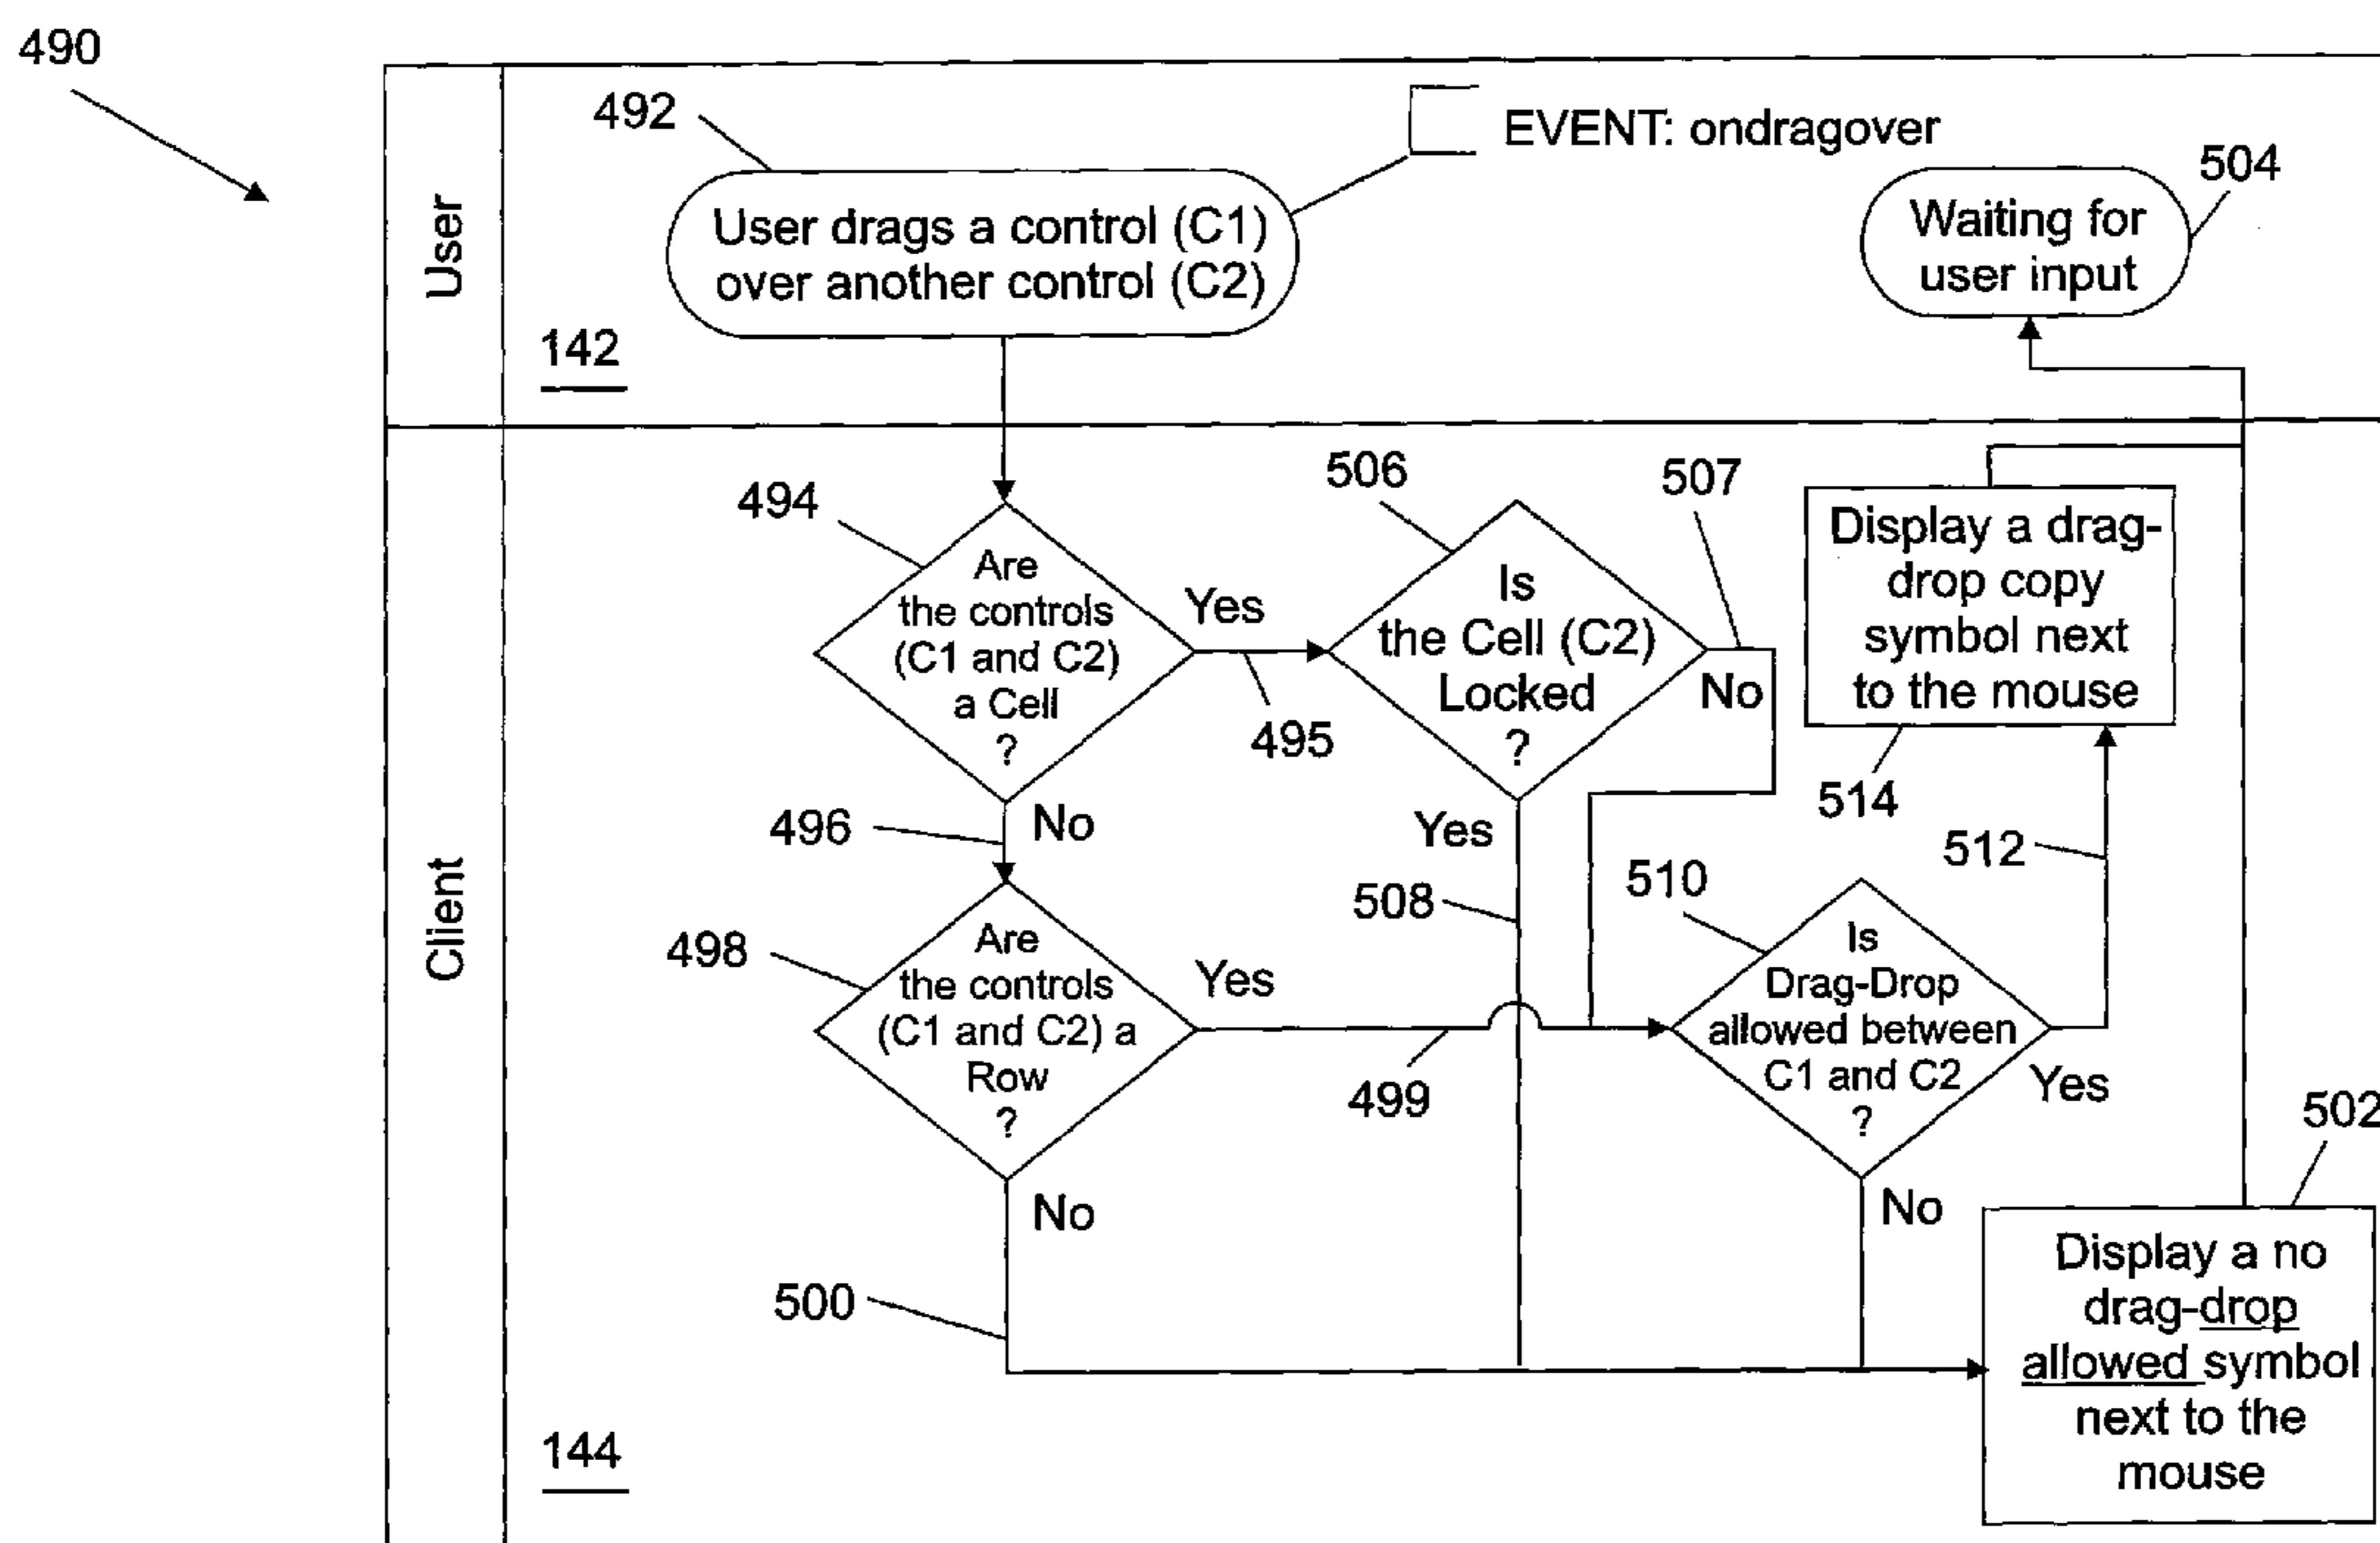 490
492
EVENT: ondragover
504
User
User drags a control (C1)
over another control (C2)
Waiting for
user input
142
Client
494
506
507
Are
the controls
(C1 and C2)
a Cell
?
Yes
495
Is
the Cell (C2)
Locked
?
No
Display a drag-
drop copy
symbol next
to the mouse
514
496
No
Yes
508
510
512
498
Are
the controls
(C1 and C2) a
Row
?
Yes
499
Is
Drag-Drop
allowed between
C1 and C2
?
Yes
502
No
500
No
Display a no
drag-drop
allowed symbol
next to the
mouse
144